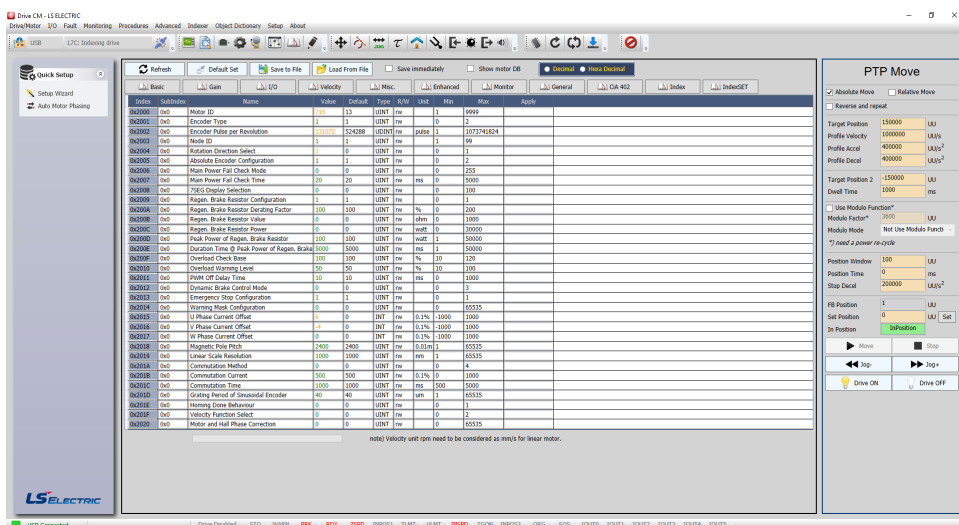 Drive CM - LS ELECTRIC
Drive/Motor I/O Fault Monitoring Procedures Advanced Indexer Object Dictionary Setup About
USB L7C: Indexing drive
Quick Setup
Setup Wizard
Auto Motor Phasing
Refresh Default Set Save to File Load From File Save immediately Show motor DB Decimal Hexa Decimal
Basic Gain I/O Velocity Misc. Enhanced Monitor General CiA 402 Index IndexSET
Index SubIndex Name Value Default Type R/W Unit Min Max Apply
0x2000 0x0 Motor ID 715 13 UINT rw 1 9999
0x2001 0x0 Encoder Type 1 1 UINT rw 0 2
0x2002 0x0 Encoder Pulse per Revolution 131072 524288 UDINT rw pulse 1 1073741824
0x2003 0x0 Node ID 1 1 UINT rw 1 99
0x2004 0x0 Rotation Direction Select 0 UINT rw 0 1
0x2005 0x0 Absolute Encoder Configuration 1 1 UINT rw 0 2
0x2006 0x0 Main Power Fail Check Mode 0 0 UINT rw 0 255
0x2007 0x0 Main Power Fail Check Time 20 20 UINT rw ms 0 5000
0x2008 0x0 7SEG Display Selection 0 0 UINT rw 0 100
0x2009 0x0 Regen. Brake Resistor Configuration 1 1 UINT rw 0 1
0x200A 0x0 Regen. Brake Resistor Derating Factor 100 100 UINT rw % 0 200
0x200B 0x0 Regen. Brake Resistor Value 0 0 UINT rw ohm 0 1000
0x200C 0x0 Regen. Brake Resistor Power 0 0 UINT rw watt 0 30000
0x200D 0x0 Peak Power of Regen. Brake Resistor 100 100 UINT rw watt 1 50000
0x200E 0x0 Duration Time @ Peak Power of Regen. Brake 5000 5000 UINT rw ms 1 50000
0x200F 0x0 Overload Check Base 100 100 UINT rw % 10 120
0x2010 0x0 Overload Warning Level 50 50 UINT rw % 10 100
0x2011 0x0 PWM Off Delay Time 10 10 UINT rw ms 0 1000
0x2012 0x0 Dynamic Brake Control Mode 0 0 UINT rw 0 3
0x2013 0x0 Emergency Stop Configuration 1 1 UINT rw 0 1
0x2014 0x0 Warning Mask Configuration 0 0 UINT rw 0 65535
0x2015 0x0 U Phase Current Offset 6 0 INT rw 0.1% -1000 1000
0x2016 0x0 V Phase Current Offset -4 0 INT rw 0.1% -1000 1000
0x2017 0x0 W Phase Current Offset 0 0 INT rw 0.1% -1000 1000
0x2018 0x0 Magnetic Pole Pitch 2400 2400 UINT rw 0.01m 1 65535
0x2019 0x0 Linear Scale Resolution 1000 1000 UINT rw nm 1 65535
0x201A 0x0 Commutation Method 0 0 UINT rw 0 4
0x201B 0x0 Commutation Current 500 500 UINT rw 0.1% 0 1000
0x201C 0x0 Commutation Time 1000 1000 UINT rw ms 500 5000
0x201D 0x0 Grating Period of Sinusoidal Encoder 40 40 UINT rw um 1 65535
0x201E 0x0 Homing Done Behaviour 0 0 UINT rw 0 1
0x201F 0x0 Velocity Function Select 0 0 UINT rw 0 2
0x2020 0x0 Motor and Hall Phase Correction 0 0 UINT rw 0 65535
note) Velocity unit rpm need to be considered as mm/s for linear motor.
PTP Move
Absolute Move Relative Move
Reverse and repeat
Target Position 150000 UU
Profile Velocity 1000000 UU/s
Profile Accel 400000 UU/s²
Profile Decel 400000 UU/s²
Target Position 2 -150000 UU
Dwell Time 1000 ms
Use Modulo Function*
Modulo Factor* 3600 UU
Modulo Mode Not Use Modulo Functi
*) need a power re-cycle
Position Window 100 UU
Position Time 0 ms
Stop Decel 200000 UU/s²
FB Position 1 UU
Set Position 0 UU Set
In Position InPosition
Move Stop
Jog- Jog+
Drive ON Drive OFF
LS ELECTRIC
USB Connected Drive Disabled STO WARN BRK RDY ZSPD INPOS1 TLMT VLMT INSPD TGON INPOS2 ORG EOS IOUT0 IOUT1 IOUT2 IOUT3 IOUT4 IOUT5